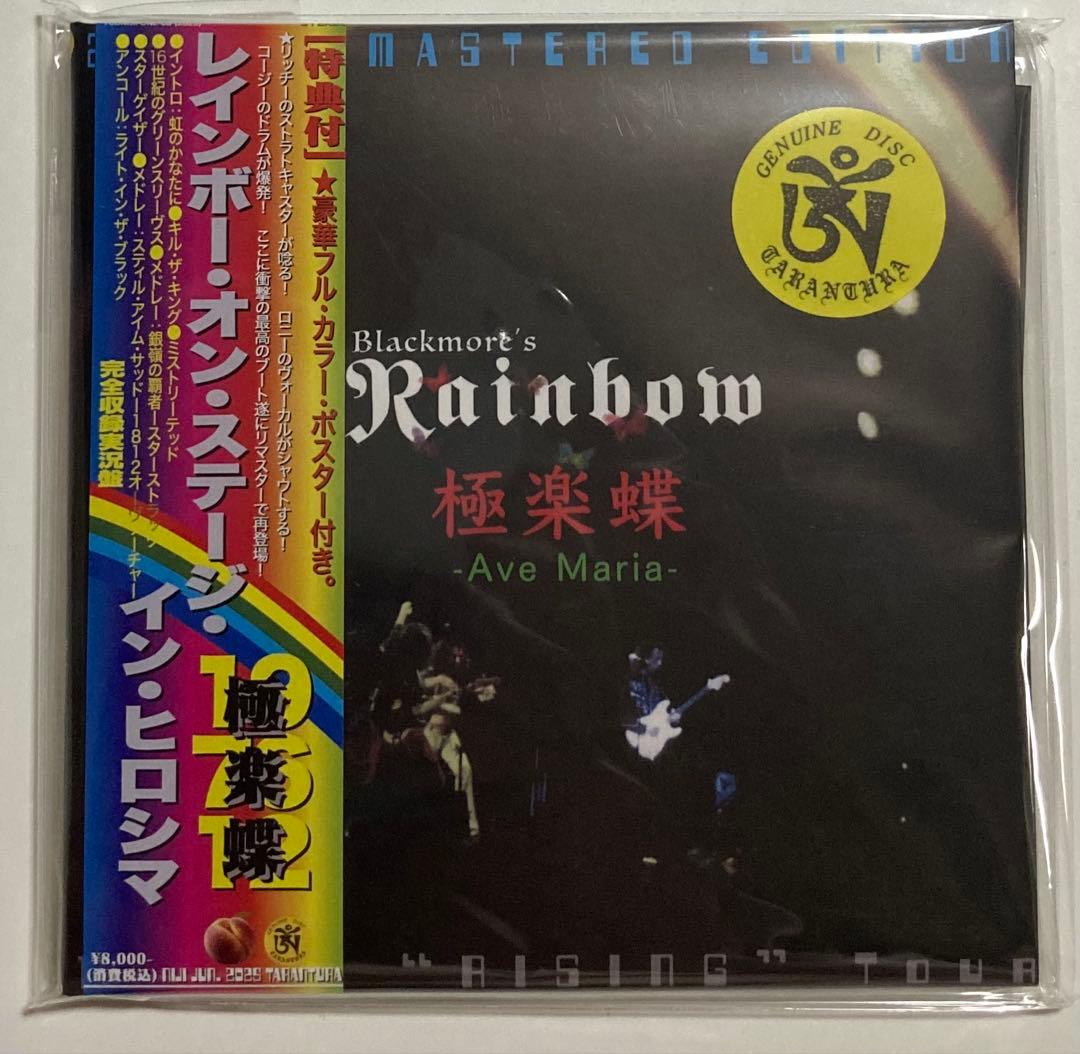 MASTERED EDITION
GENUINE DISC
TARANTURA
Blackmore's
Rainbow
極楽蝶
-Ave Maria-
"RISING" Tour
【特典付】★豪華フル・カラー・ポスター付き。
★リッチーのストラトキャスターが唸る! ロニーのヴォーカルがシャウトする!
コージーのドラムが爆発! ここに衝撃の最高のブート遂にリマスターで再登場!
レインボー・オン・ステージ・
イン・ヒロシマ
●イントロ:虹のかなたに●キル・ザ・キング●ミストリーテッド
●16世紀のグリーンスリーヴス●メドレー:銀嶺の覇者ースターストラック
●スターゲイザー●メドレー:スティル・アイム・サッドー1812オーヴァーチャー
●アンコール:ライト・イン・ザ・ブラック
完全収録実況盤
197612
極楽蝶
GENUINE DISC
TARANTURA
¥8,000-
(消費税込) NIJI JUN. 2025 TARANTURA